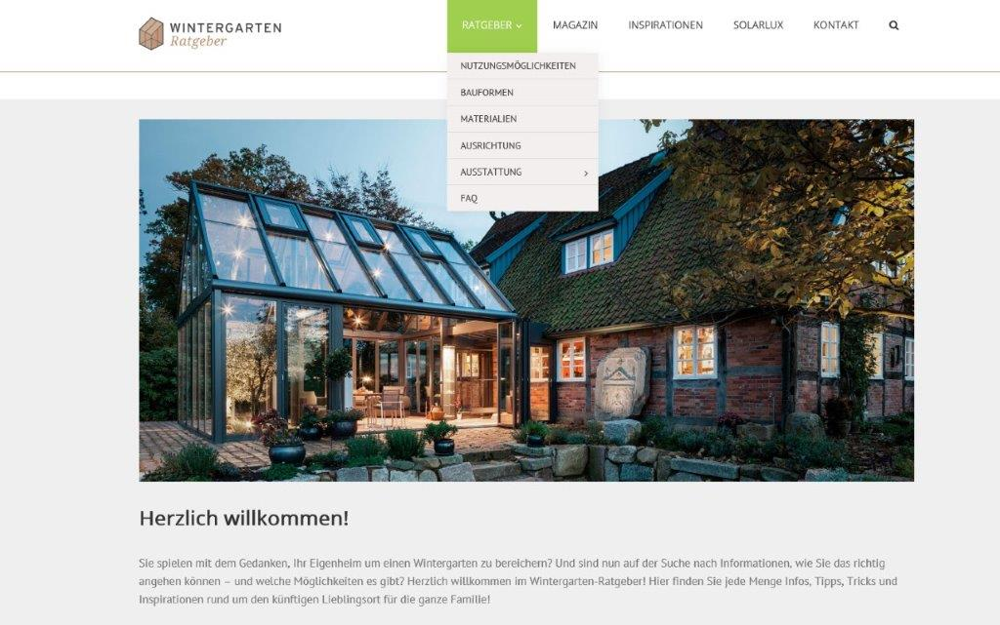 WINTERGARTEN
Ratgeber
RATGEBER
MAGAZIN
INSPIRATIONEN
SOLARLUX
KONTAKT
NUTZUNGSMÖGLICHKEITEN
BAUFORMEN
MATERIALIEN
AUSRICHTUNG
AUSSTATTUNG
FAQ
Herzlich willkommen!
Sie spielen mit dem Gedanken, Ihr Eigenheim um einen Wintergarten zu bereichern? Und sind nun auf der Suche nach Informationen, wie Sie das richtig
angehen können – und welche Möglichkeiten es gibt? Herzlich willkommen im Wintergarten-Ratgeber! Hier finden Sie jede Menge Infos, Tipps, Tricks und
Inspirationen rund um den künftigen Lieblingsort für die ganze Familie!